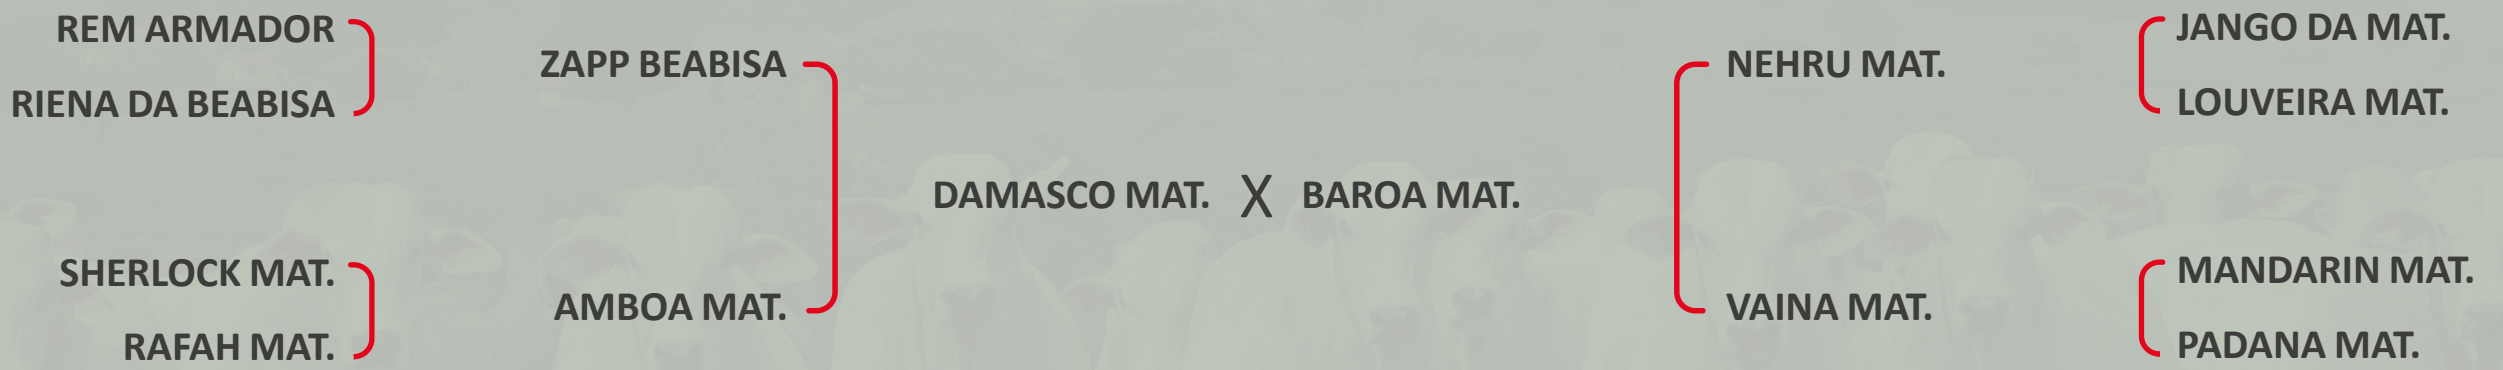 REM ARMADOR
RIENA DA BEABISA
ZAPP BEABISA
SHERLOCK MAT.
RAFAH MAT.
AMBOA MAT.
DAMASCO MAT. X BAROA MAT.
NEHRU MAT.
JANGO DA MAT.
LOUVEIRA MAT.
VAINA MAT.
MANDARIN MAT.
PADANA MAT.